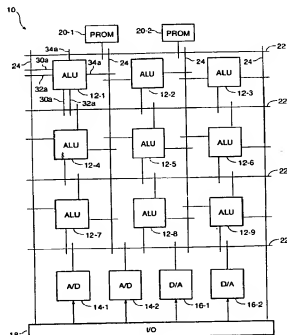 10
20-1
PROM
20-2
PROM
34a
24
24
24
24
22
30a
32a
ALU
34a
12-1
ALU
12-2
ALU
12-3
30a
32a
22
ALU
12-4
ALU
12-5
ALU
12-6
22
ALU
12-7
ALU
12-8
ALU
12-9
22
A/D
14-1
A/D
14-2
D/A
16-1
D/A
16-2
18
I/O